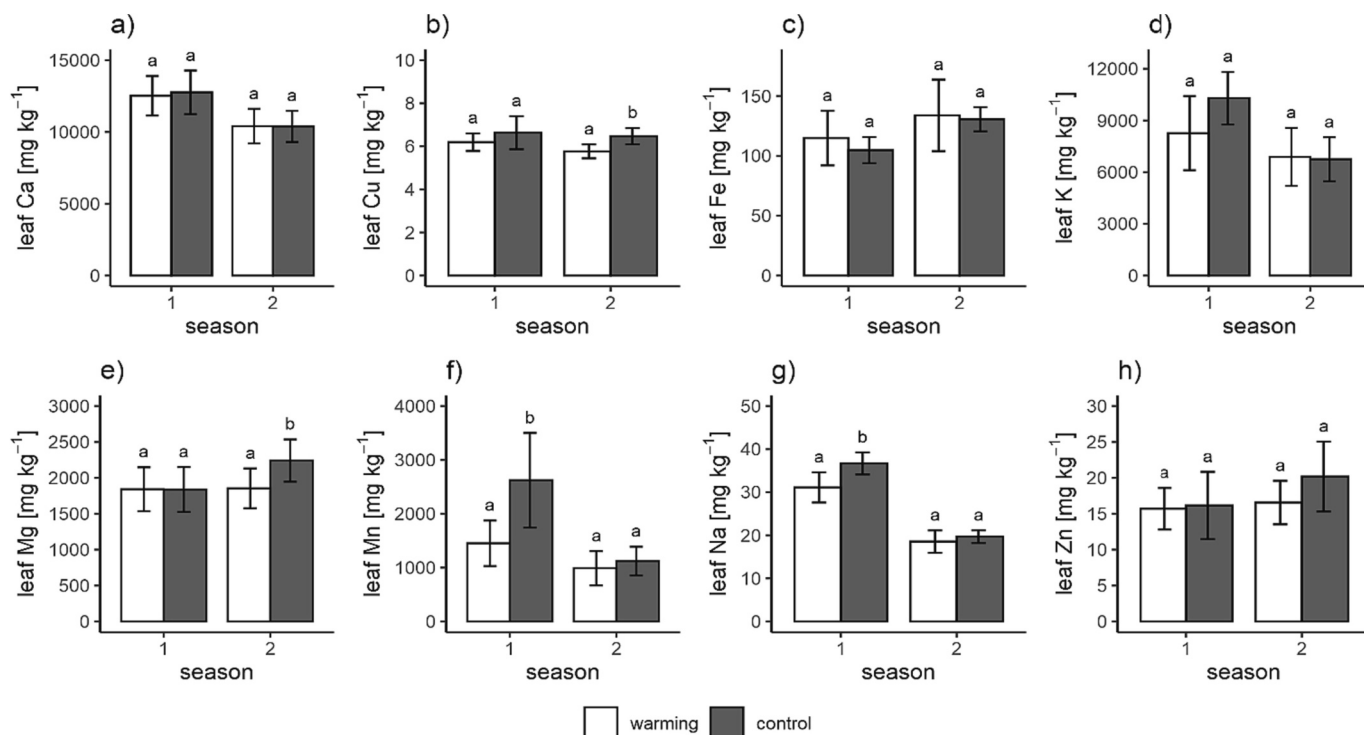 a)
leaf Ca [mg kg⁻¹]
15000
10000
5000
0
a
a
a
a
1
2
season
b)
leaf Cu [mg kg⁻¹]
10
8
6
4
2
0
a
a
a
b
1
2
season
c)
leaf Fe [mg kg⁻¹]
150
100
50
0
a
a
a
a
1
2
season
d)
leaf K [mg kg⁻¹]
12000
9000
6000
3000
0
a
a
a
a
1
2
season
e)
leaf Mg [mg kg⁻¹]
3000
2500
2000
1500
1000
500
0
a
a
a
b
1
2
season
f)
leaf Mn [mg kg⁻¹]
4000
3000
2000
1000
0
a
b
a
a
1
2
season
g)
leaf Na [mg kg⁻¹]
50
40
30
20
10
0
a
b
a
a
1
2
season
h)
leaf Zn [mg kg⁻¹]
30
25
20
15
10
5
0
a
a
a
a
1
2
season
warming
control